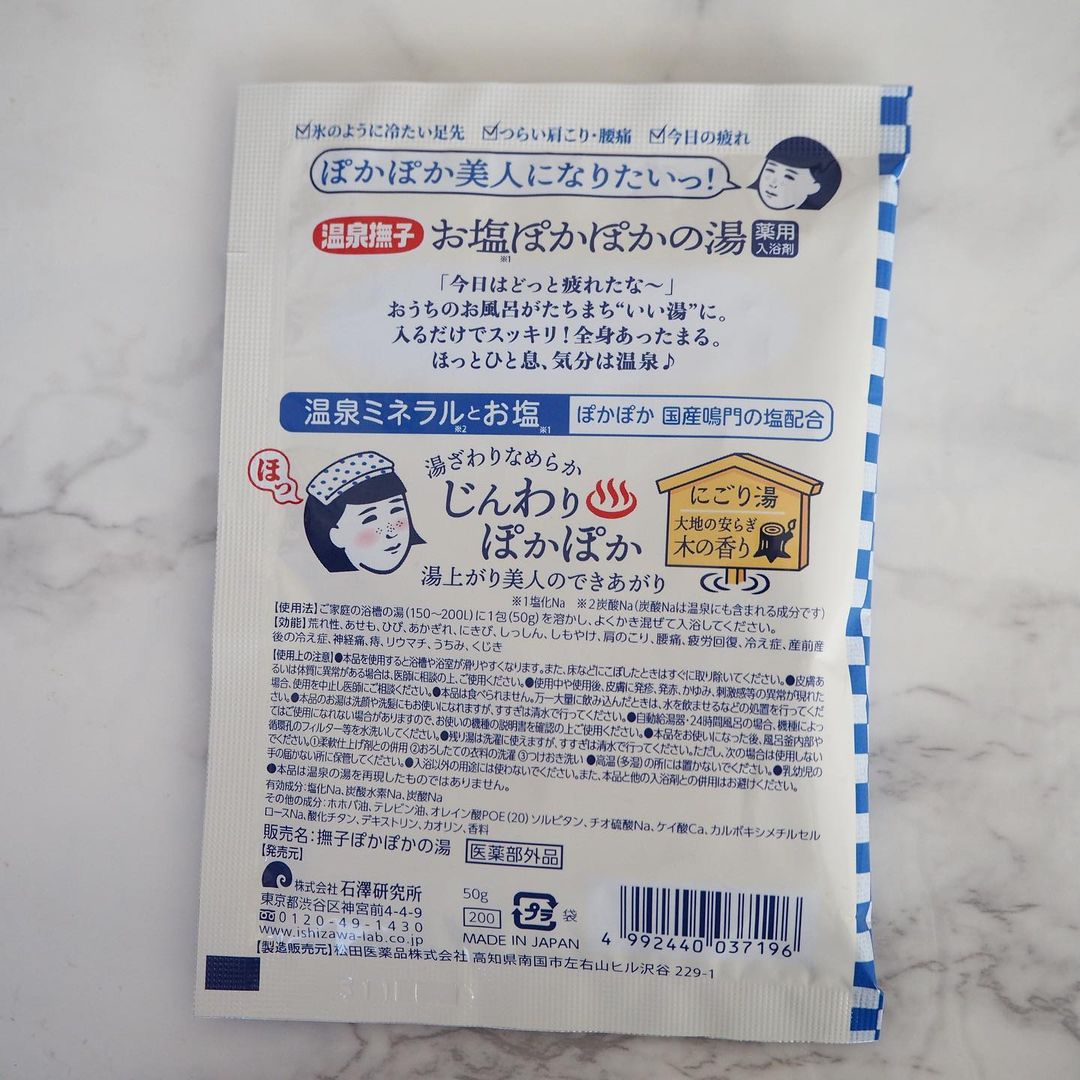 ☑氷のように冷たい足先 ☑つらい肩こり・腰痛 ☑今日の疲れ
ぽかぽか美人になりたいっ!
温泉撫子 お塩ぽかぽかの湯 薬用入浴剤
※1
「今日はどっと疲れたな〜」
おうちのお風呂がたちまち“いい湯”に。
入るだけでスッキリ!全身あったまる。
ほっとひと息、気分は温泉♪
温泉ミネラルとお塩 ぽかぽか 国産鳴門の塩配合
※2 ※1
ほっ
湯ざわりなめらか
じんわり
ぽかぽか
湯上がり美人のできあがり
にごり湯
大地の安らぎ
木の香り
※1塩化Na ※2炭酸Na(炭酸Naは温泉にも含まれる成分です)
【使用法】ご家庭の浴槽の湯(150〜200L)に1包(50g)を溶かし、よくかき混ぜて入浴してください。
【効能】荒れ性、あせも、ひび、あかぎれ、にきび、しっしん、しもやけ、肩のこり、腰痛、疲労回復、冷え症、産前産
後の冷え症、神経痛、痔、リウマチ、うちみ、くじき
【使用上の注意】●本品を使用すると浴槽や浴室が滑りやすくなります。また、床などにこぼしたときはすぐに取り除いてください。●皮膚あ
るいは体質に異常がある場合は、医師に相談の上、ご使用ください。●使用中や使用後、皮膚に発疹、発赤、かゆみ、刺激感等の異常が現れた
場合、使用を中止し医師にご相談ください。●本品は食べられません。万一大量に飲み込んだときは、水を飲ませるなどの処置を行ってくだ
さい。●本品のお湯は洗顔や洗髪にもお使いになれますが、すすぎは清水で行ってください。●自動給湯器・24時間風呂の場合、機種によっ
てはご使用になれない場合がありますので、お使いの機種の説明書を確認の上ご使用ください。●本品をお使いになった後、風呂釜内部や
循環孔のフィルター等を水洗いしてください。●残り湯は洗濯に使えますが、すすぎは清水で行ってください。ただし、次の場合は使用しない
でください。①柔軟仕上げ剤との併用 ②おろしたての衣料の洗濯 ③つけおき洗い ●高温(多湿)の所には置かないでください。●乳幼児の
手の届かない所に保管してください。●入浴以外の用途には使わないでください。また、本品と他の入浴剤との併用はお避けください。
●本品は温泉の湯を再現したものではありません。
有効成分:塩化Na、炭酸水素Na、炭酸Na
その他の成分:ホホバ油、テレビン油、オレイン酸POE(20)ソルビタン、チオ硫酸Na、ケイ酸Ca、カルボキシメチルセル
ロースNa、酸化チタン、デキストリン、カオリン、香料
販売名:撫子ぽかぽかの湯 医薬部外品
【発売元】
株式会社 石澤研究所
東京都渋谷区神宮前4-4-9
0120-49-1430
www.ishizawa-lab.co.jp
50g
200 プラ 袋
MADE IN JAPAN
4 992440 037196
【製造販売元】松田医薬品株式会社 高知県南国市左右山ヒル沢谷 229-1